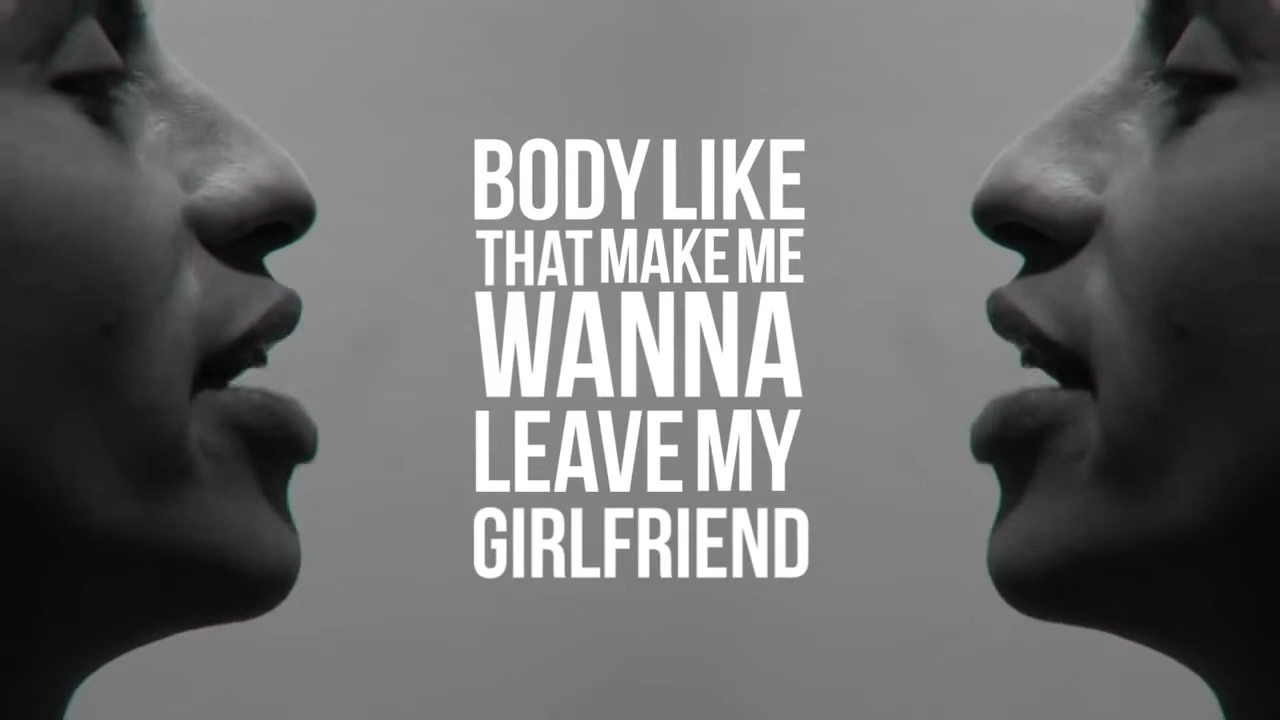 BODY LIKE
THAT MAKE ME
WANNA
LEAVE MY
GIRLFRIEND